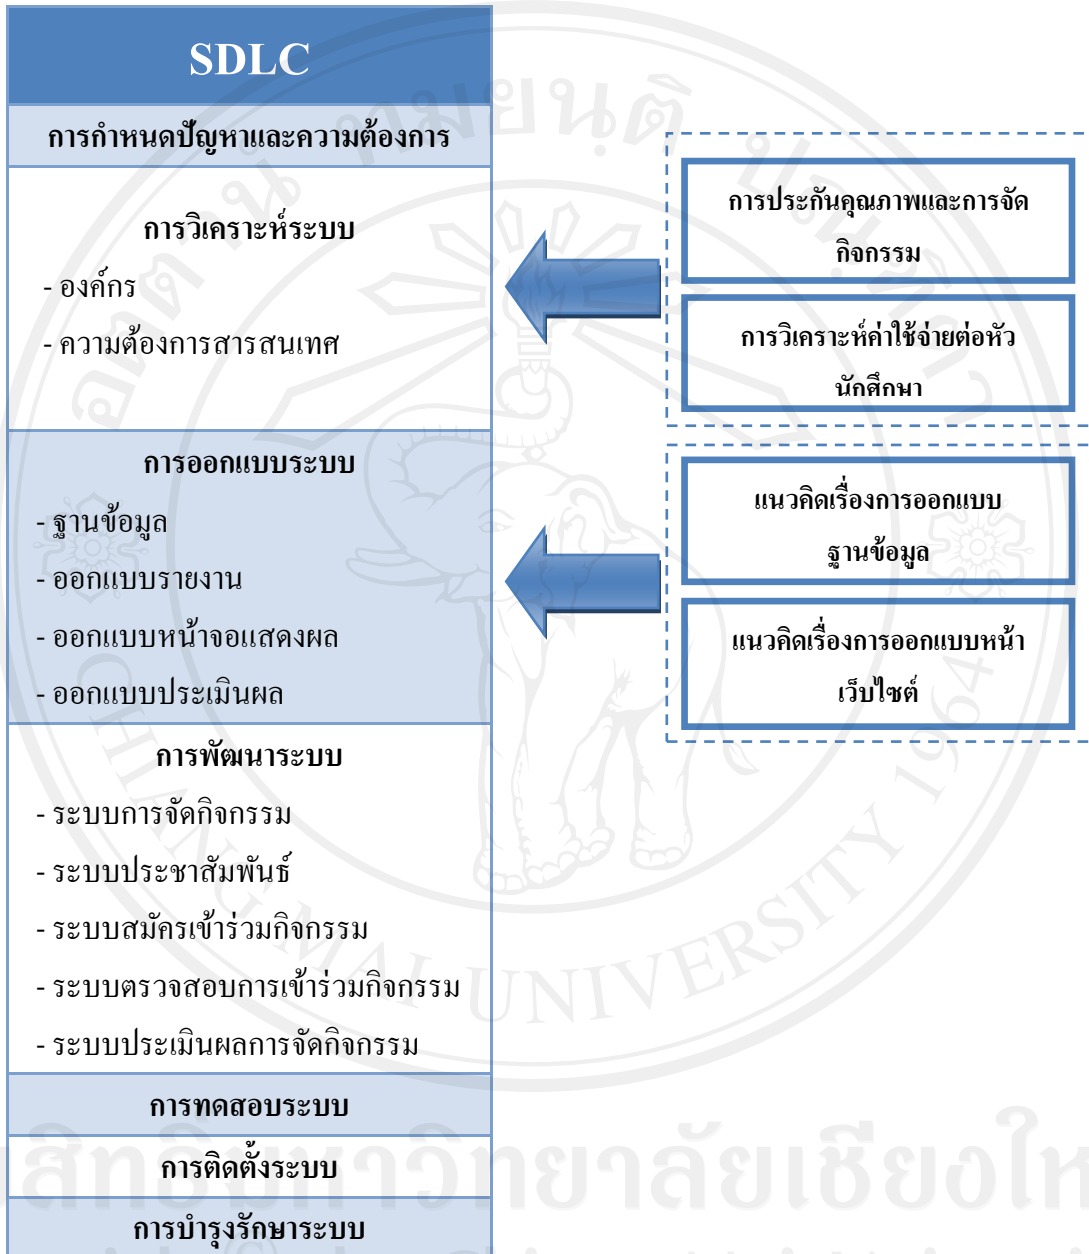 SDLC
การกำหนดปัญหาและความต้องการ
การวิเคราะห์ระบบ
- องค์กร
- ความต้องการสารสนเทศ
การออกแบบระบบ
- ฐานข้อมูล
- ออกแบบรายงาน
- ออกแบบหน้าจอแสดงผล
- ออกแบบประเมินผล
การพัฒนาระบบ
- ระบบการจัดกิจกรรม
- ระบบประชาสัมพันธ์
- ระบบสมัครเข้าร่วมกิจกรรม
- ระบบตรวจสอบการเข้าร่วมกิจกรรม
- ระบบประเมินผลการจัดกิจกรรม
การทดสอบระบบ
การติดตั้งระบบ
การบำรุงรักษาระบบ
การประกันคุณภาพและการจัด
กิจกรรม
การวิเคราะห์ค่าใช้จ่ายต่อหัว
นักศึกษา
แนวคิดเรื่องการออกแบบ
ฐานข้อมูล
แนวคิดเรื่องการออกแบบหน้า
เว็บไซต์
CHIANG MAI UNIVERSITY 1964